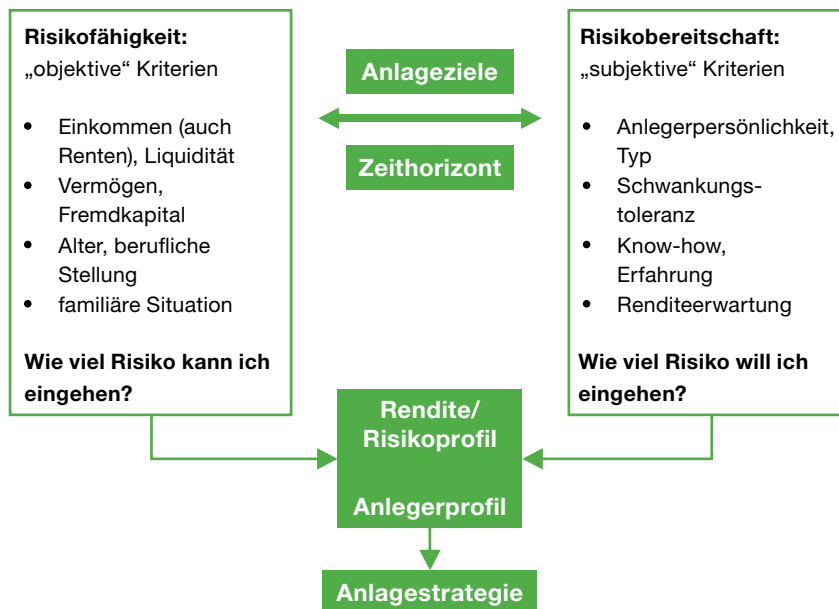 Risikofähigkeit:
„objektive“ Kriterien
• Einkommen (auch
Renten), Liquidität
• Vermögen,
Fremdkapital
• Alter, berufliche
Stellung
• familiäre Situation
Wie viel Risiko kann ich
eingehen?
Anlageziele
Zeithorizont
Risikobereitschaft:
„subjektive“ Kriterien
• Anlegerpersönlichkeit,
Typ
• Schwankungs-
toleranz
• Know-how,
Erfahrung
• Renditeerwartung
Wie viel Risiko will ich
eingehen?
Rendite/
Risikoprofil
Anlegerprofil
Anlagestrategie